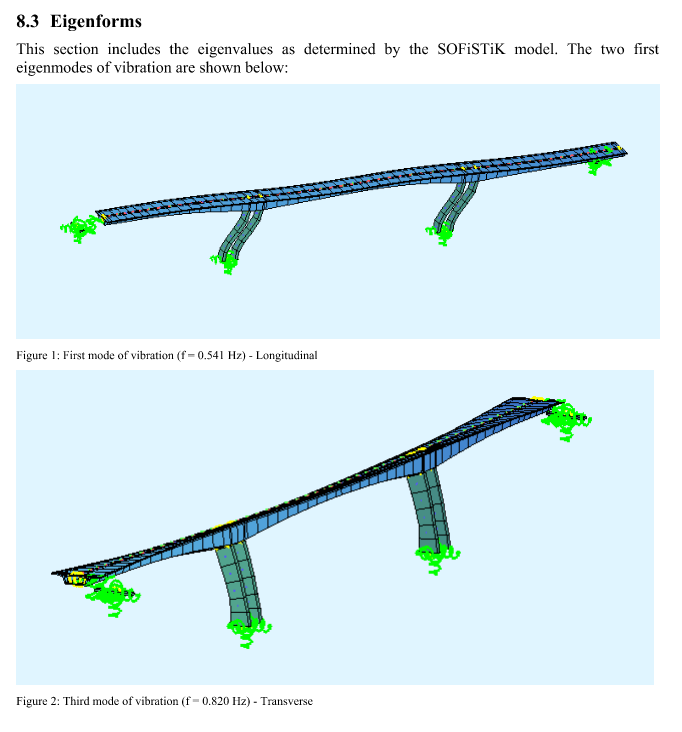 8.3 Eigenforms
This section includes the eigenvalues as determined by the SOFiSTiK model. The two first
eigenmodes of vibration are shown below:
Figure 1: First mode of vibration (f = 0.541 Hz) - Longitudinal
Figure 2: Third mode of vibration (f = 0.820 Hz) - Transverse